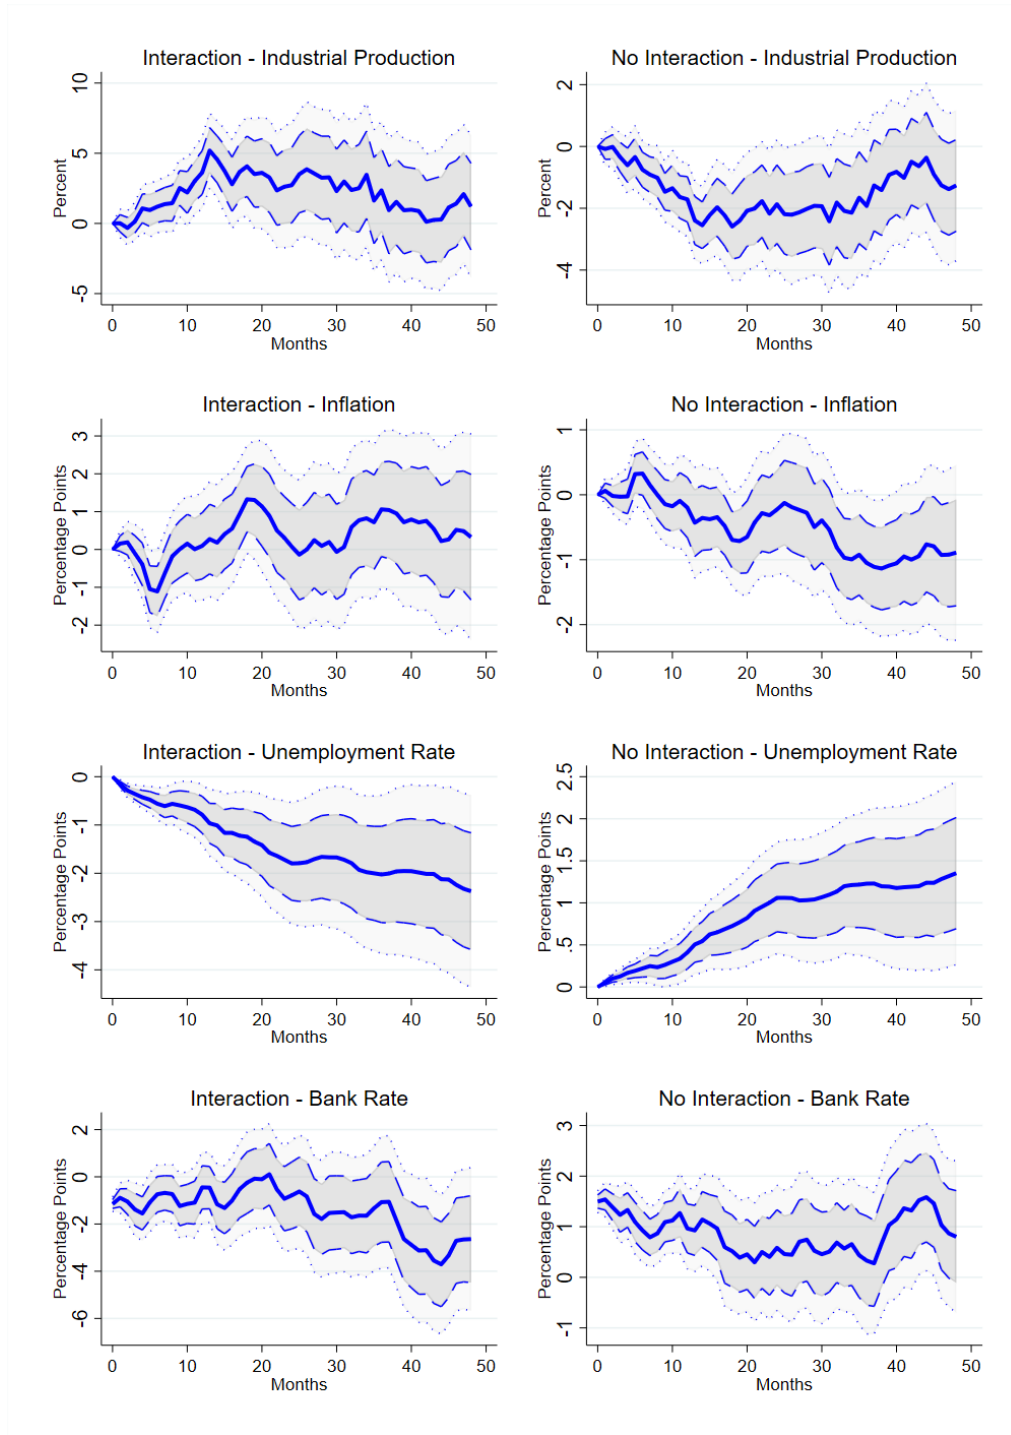 Interaction - Industrial Production
Percent
10
5
0
-5
0 10 20 30 40 50
Months
No Interaction - Industrial Production
Percent
2
0
-2
-4
0 10 20 30 40 50
Months
Interaction - Inflation
Percentage Points
3
2
1
0
-1
-2
0 10 20 30 40 50
Months
No Interaction - Inflation
Percentage Points
1
0
-1
-2
0 10 20 30 40 50
Months
Interaction - Unemployment Rate
Percentage Points
0
-1
-2
-3
-4
0 10 20 30 40 50
Months
No Interaction - Unemployment Rate
Percentage Points
2.5
2
1.5
1
.5
0
0 10 20 30 40 50
Months
Interaction - Bank Rate
Percentage Points
2
0
-2
-4
-6
0 10 20 30 40 50
Months
No Interaction - Bank Rate
Percentage Points
3
2
1
0
-1
0 10 20 30 40 50
Months